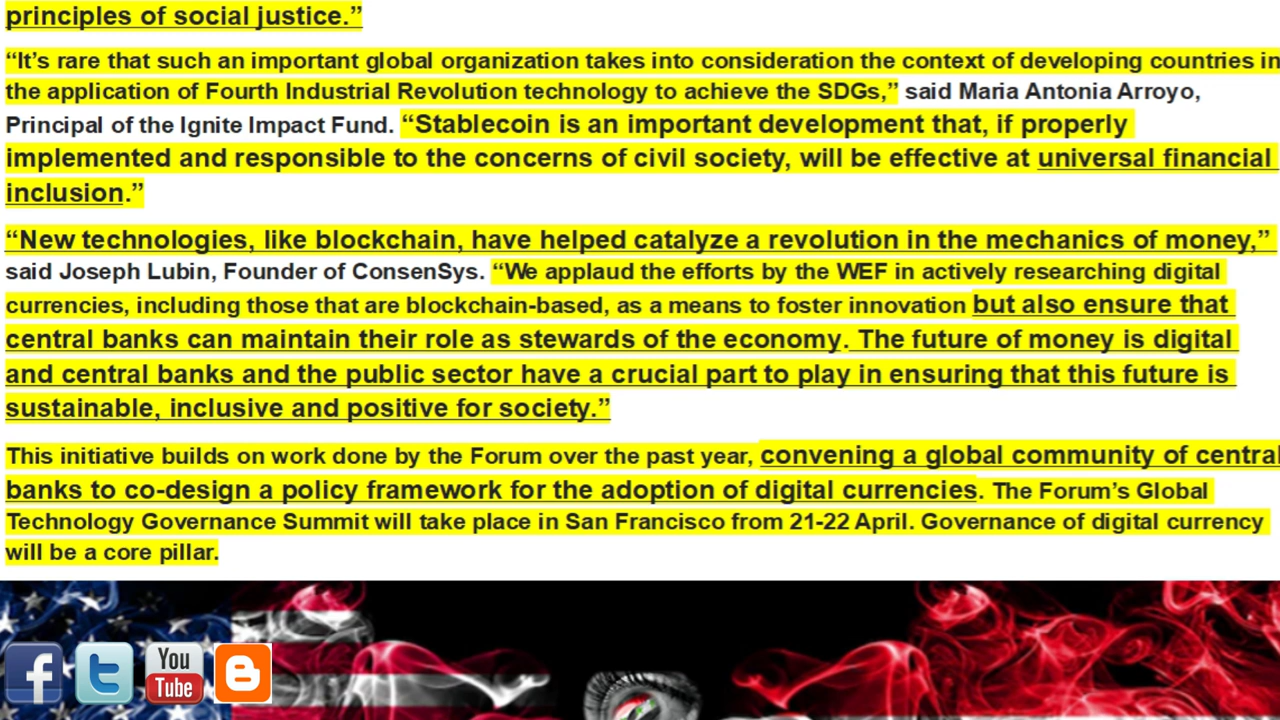 principles of social justice.”
“It’s rare that such an important global organization takes into consideration the context of developing countries in
the application of Fourth Industrial Revolution technology to achieve the SDGs,” said Maria Antonia Arroyo,
Principal of the Ignite Impact Fund. “Stablecoin is an important development that, if properly
implemented and responsible to the concerns of civil society, will be effective at universal financial
inclusion.”
“New technologies, like blockchain, have helped catalyze a revolution in the mechanics of money,”
said Joseph Lubin, Founder of ConsenSys. “We applaud the efforts by the WEF in actively researching digital
currencies, including those that are blockchain-based, as a means to foster innovation but also ensure that
central banks can maintain their role as stewards of the economy. The future of money is digital
and central banks and the public sector have a crucial part to play in ensuring that this future is
sustainable, inclusive and positive for society.”
This initiative builds on work done by the Forum over the past year, convening a global community of central
banks to co-design a policy framework for the adoption of digital currencies. The Forum’s Global
Technology Governance Summit will take place in San Francisco from 21-22 April. Governance of digital currency
will be a core pillar.
f t You Tube B